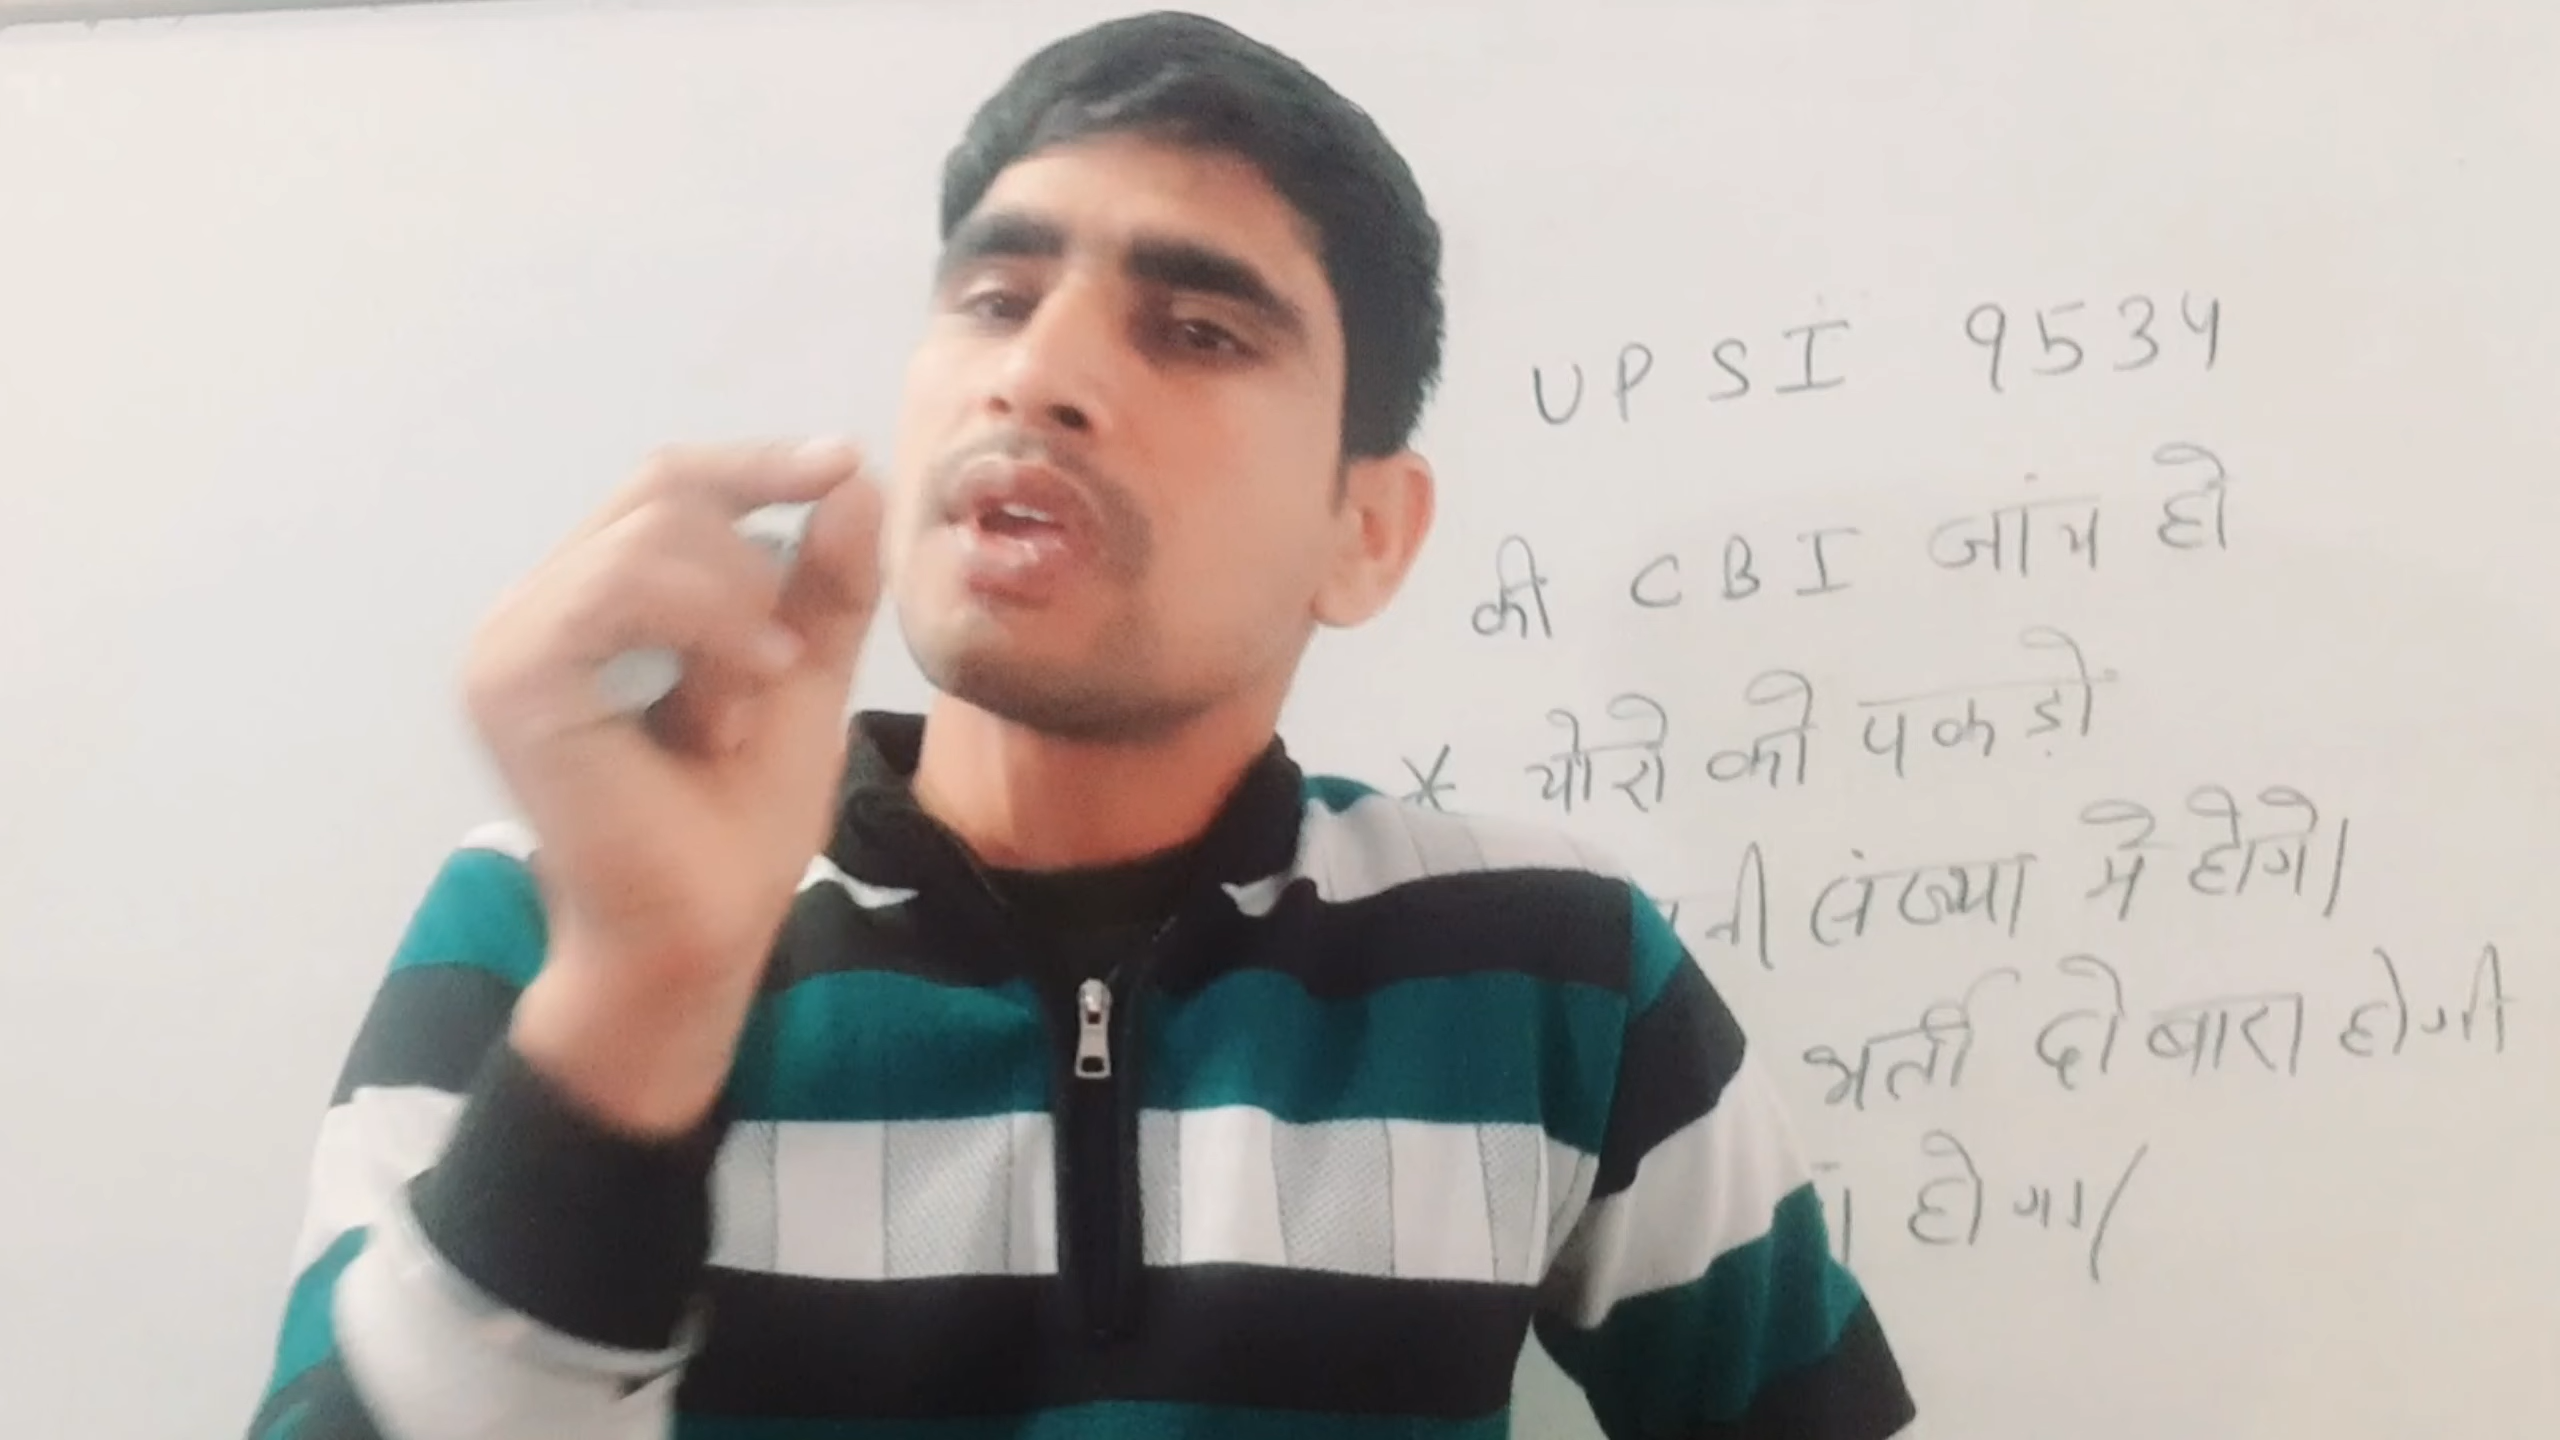 UPSI 9534
की CBI जांच हो
* चोरो को पकड़ो
संख्या मे होगे।
भर्ती दो बारा होगी
होगा।